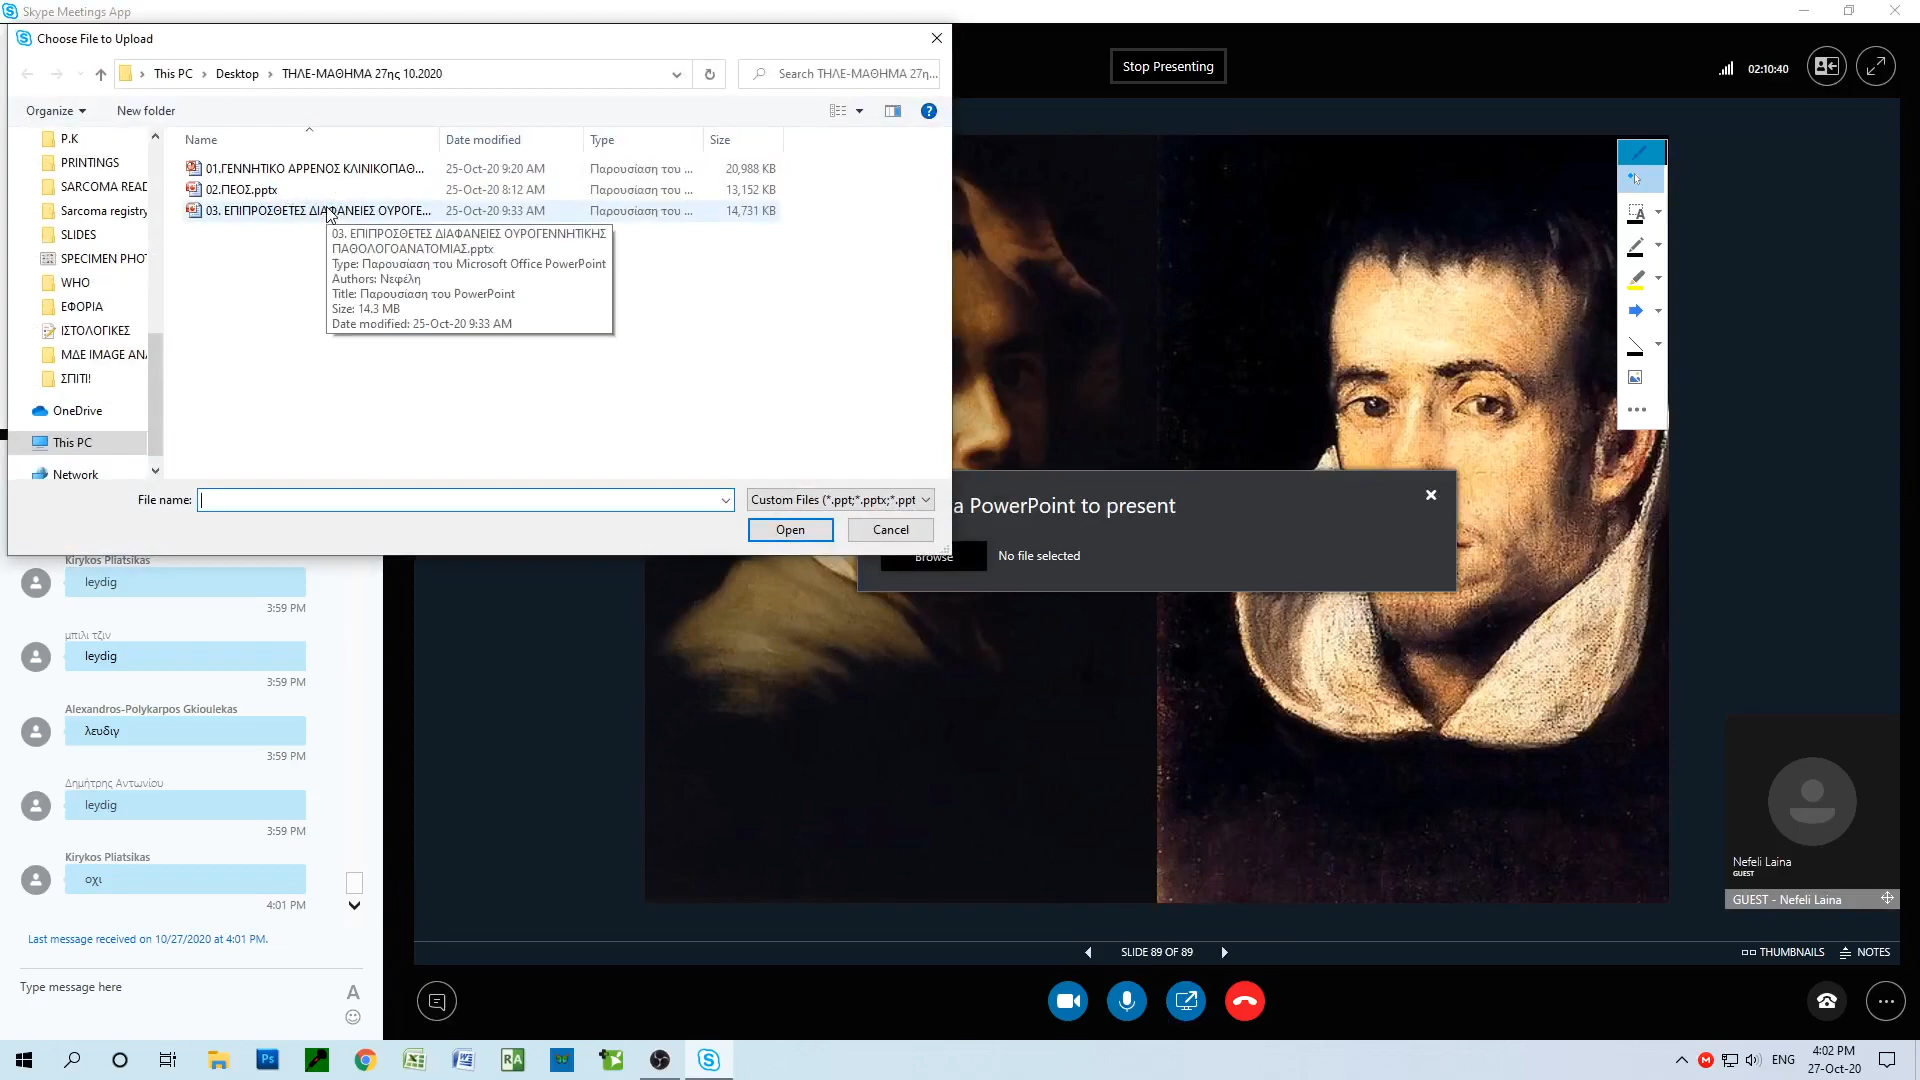 Skype Meetings App
Choose File to Upload
This PC
Desktop
ΤΗΛΕ-ΜΑΘΗΜΑ 27ης 10.2020
Search ΤΗΛΕ-ΜΑΘΗΜΑ 27η...
Organize
New folder
Name
Date modified
Type
Size
01.ΓΕΝΝΗΤΙΚΟ ΑΡΡΕΝΟΣ ΚΛΙΝΙΚΟΠΑΘ...
25-Oct-20 9:20 AM
Παρουσίαση του ...
20,988 KB
02.ΠΕΟΣ.pptx
25-Oct-20 8:12 AM
Παρουσίαση του ...
13,152 KB
03. ΕΠΙΠΡΟΣΘΕΤΕΣ ΔΙΑΦΑΝΕΙΕΣ ΟΥΡΟΓΕ...
25-Oct-20 9:33 AM
Παρουσίαση του ...
14,731 KB
03. ΕΠΙΠΡΟΣΘΕΤΕΣ ΔΙΑΦΑΝΕΙΕΣ ΟΥΡΟΓΕΝΝΗΤΙΚΗΣ
ΠΑΘΟΛΟΓΟΑΝΑΤΟΜΙΑΣ.pptx
Type: Παρουσίαση του Microsoft Office PowerPoint
Authors: Νεφέλη
Title: Παρουσίαση του PowerPoint
Size: 14.3 MB
Date modified: 25-Oct-20 9:33 AM
P.K
PRINTINGS
SARCOMA READ
Sarcoma registry
SLIDES
SPECIMEN PHOT
WHO
ΕΦΟΡΙΑ
ΙΣΤΟΛΟΓΙΚΕΣ
ΜΔΕ IMAGE ANA
ΣΠΙΤΙ!
OneDrive
This PC
Network
File name:
Custom Files (*.ppt;*.pptx;*.ppt
Open
Cancel
Stop Presenting
02:10:40
a PowerPoint to present
Browse
No file selected
Kirykos Pliatsikas
leydig
3:59 PM
μπιλι τζιν
leydig
3:59 PM
Alexandros-Polykarpos Gkioulekas
λευδιγ
3:59 PM
Δημήτρης Αντωνίου
leydig
3:59 PM
Kirykos Pliatsikas
οχι
4:01 PM
Last message received on 10/27/2020 at 4:01 PM.
Type message here
Nefeli Laina
GUEST
GUEST - Nefeli Laina
SLIDE 89 OF 89
THUMBNAILS
NOTES
ENG
4:02 PM
27-Oct-20